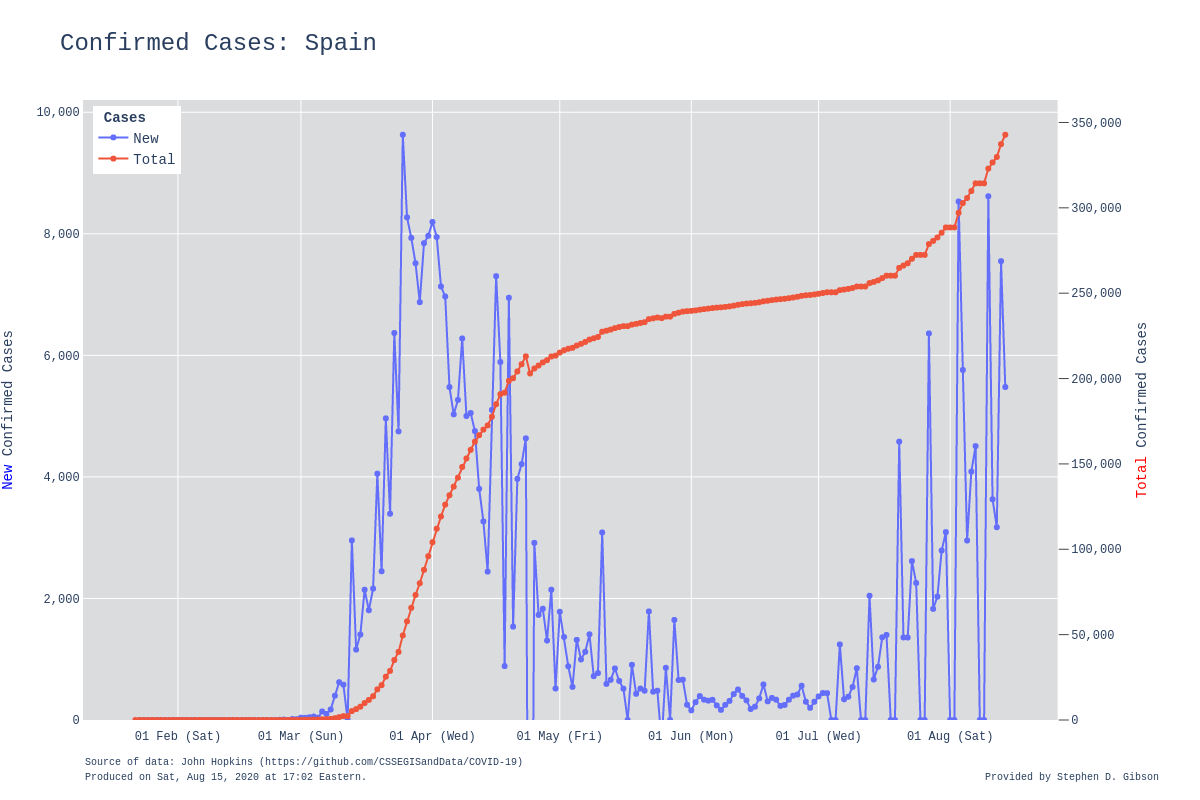 Confirmed Cases: Spain
Cases
New
Total
10,000
8,000
6,000
4,000
2,000
0
350,000
300,000
250,000
200,000
150,000
100,000
50,000
0
New Confirmed Cases
Total Confirmed Cases
01 Feb (Sat)
01 Mar (Sun)
01 Apr (Wed)
01 May (Fri)
01 Jun (Mon)
01 Jul (Wed)
01 Aug (Sat)
Source of data: John Hopkins (https://github.com/CSSEGISandData/COVID-19)
Produced on Sat, Aug 15, 2020 at 17:02 Eastern.
Provided by Stephen D. Gibson